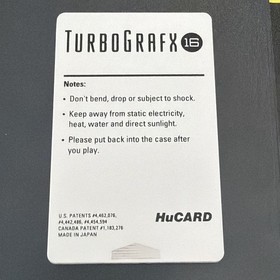 TURBOGRAFX 16
Notes:
• Don't bend, drop or subject to shock.
• Keep away from static electricity,
heat, water and direct sunlight.
• Please put back into the case after
you play.
U.S. PATENTS #4,462,076,
#4,442,486, #4,454,594
CANADA PATENT #1,183,276
MADE IN JAPAN
HuCARD